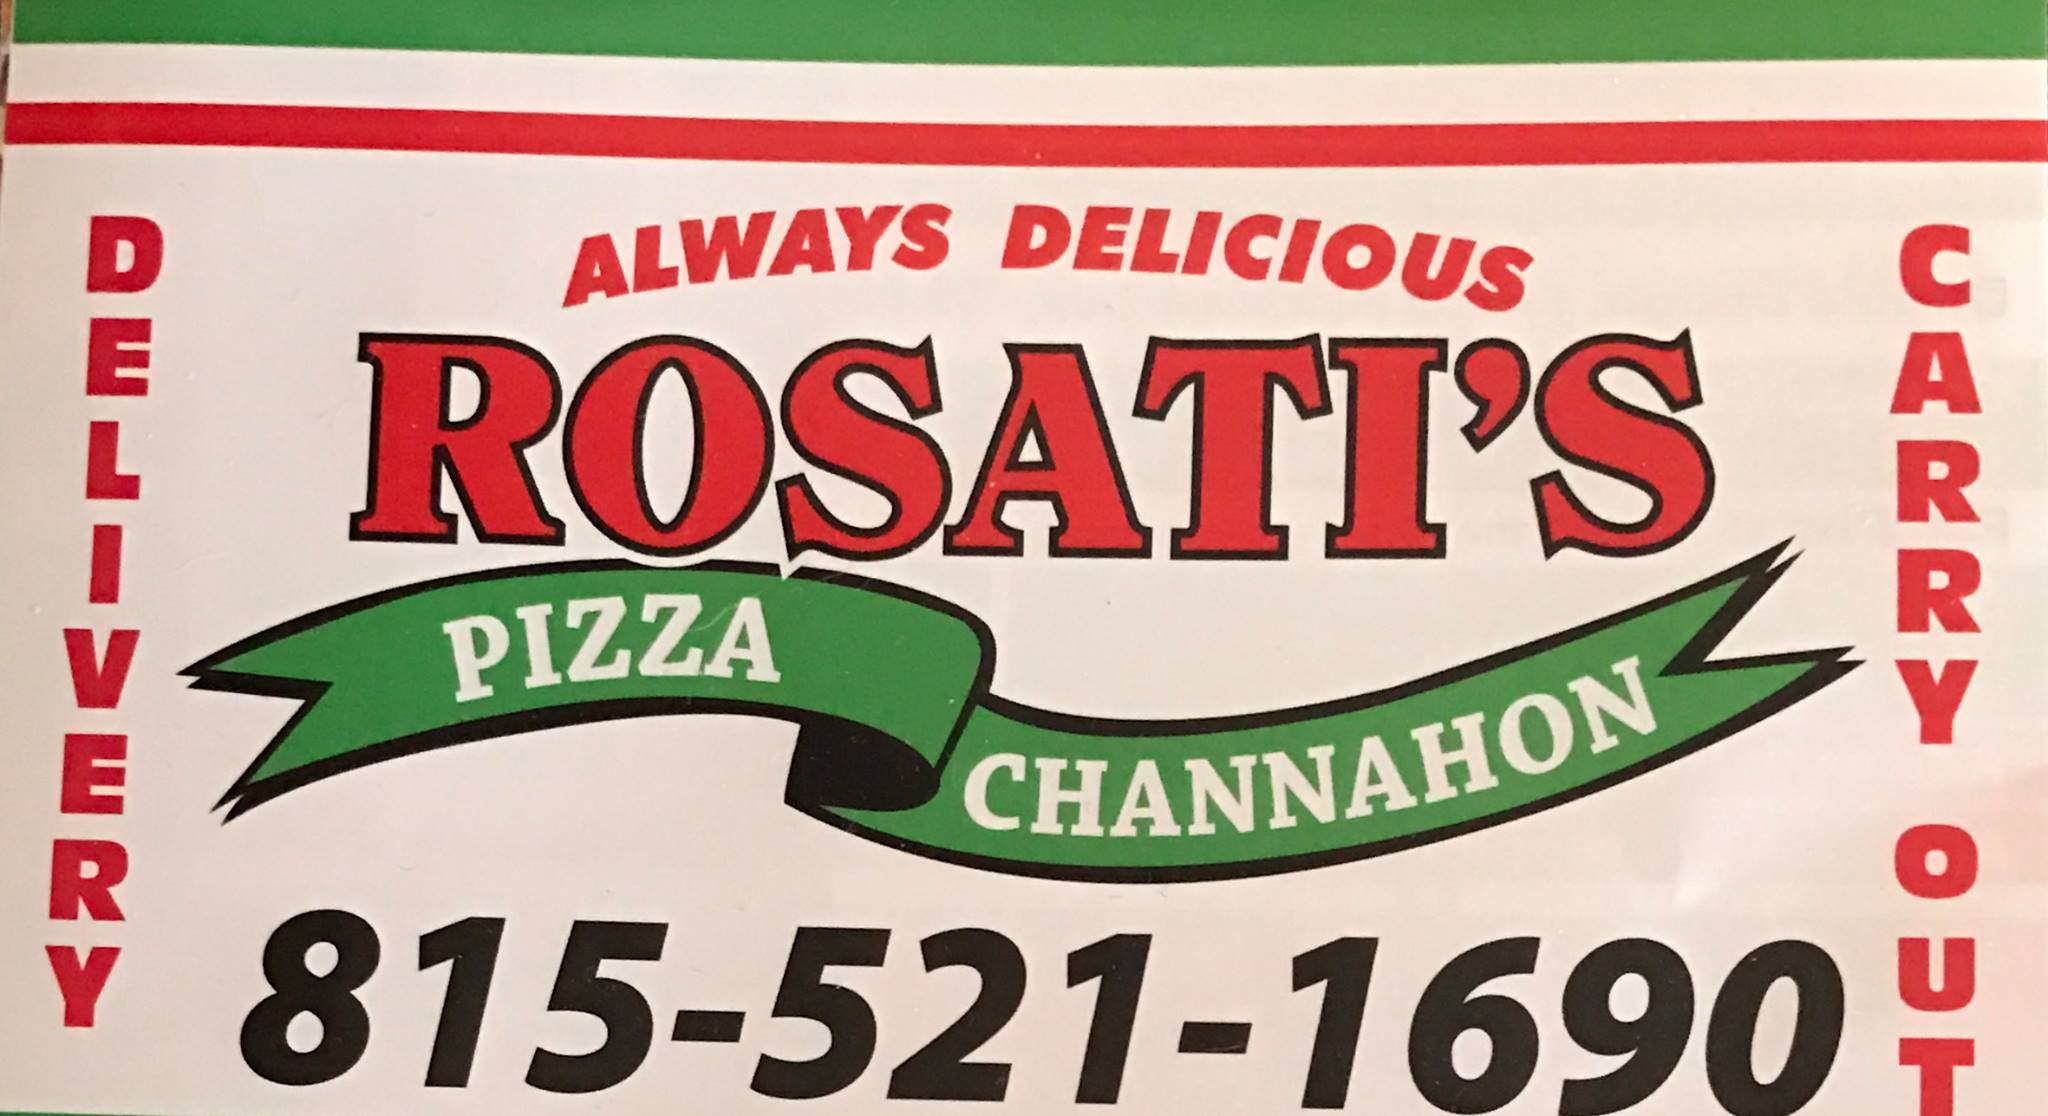 ALWAYS DELICIOUS
ROSATI'S
PIZZA
CHANNAHON
815-521-1690
DELIVERY
CARRY OUT